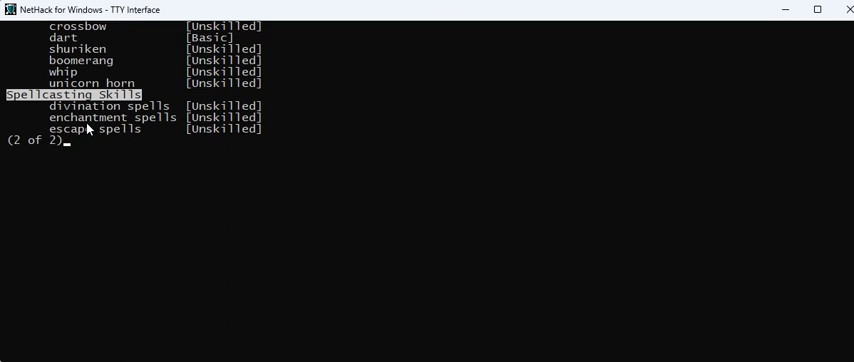 NetHack for Windows - TTY Interface
crossbow [Unskilled]
dart [Basic]
shuriken [Unskilled]
boomerang [Unskilled]
whip [Unskilled]
unicorn horn [Unskilled]
Spellcasting Skills
divination spells [Unskilled]
enchantment spells [Unskilled]
escape spells [Unskilled]
(2 of 2)